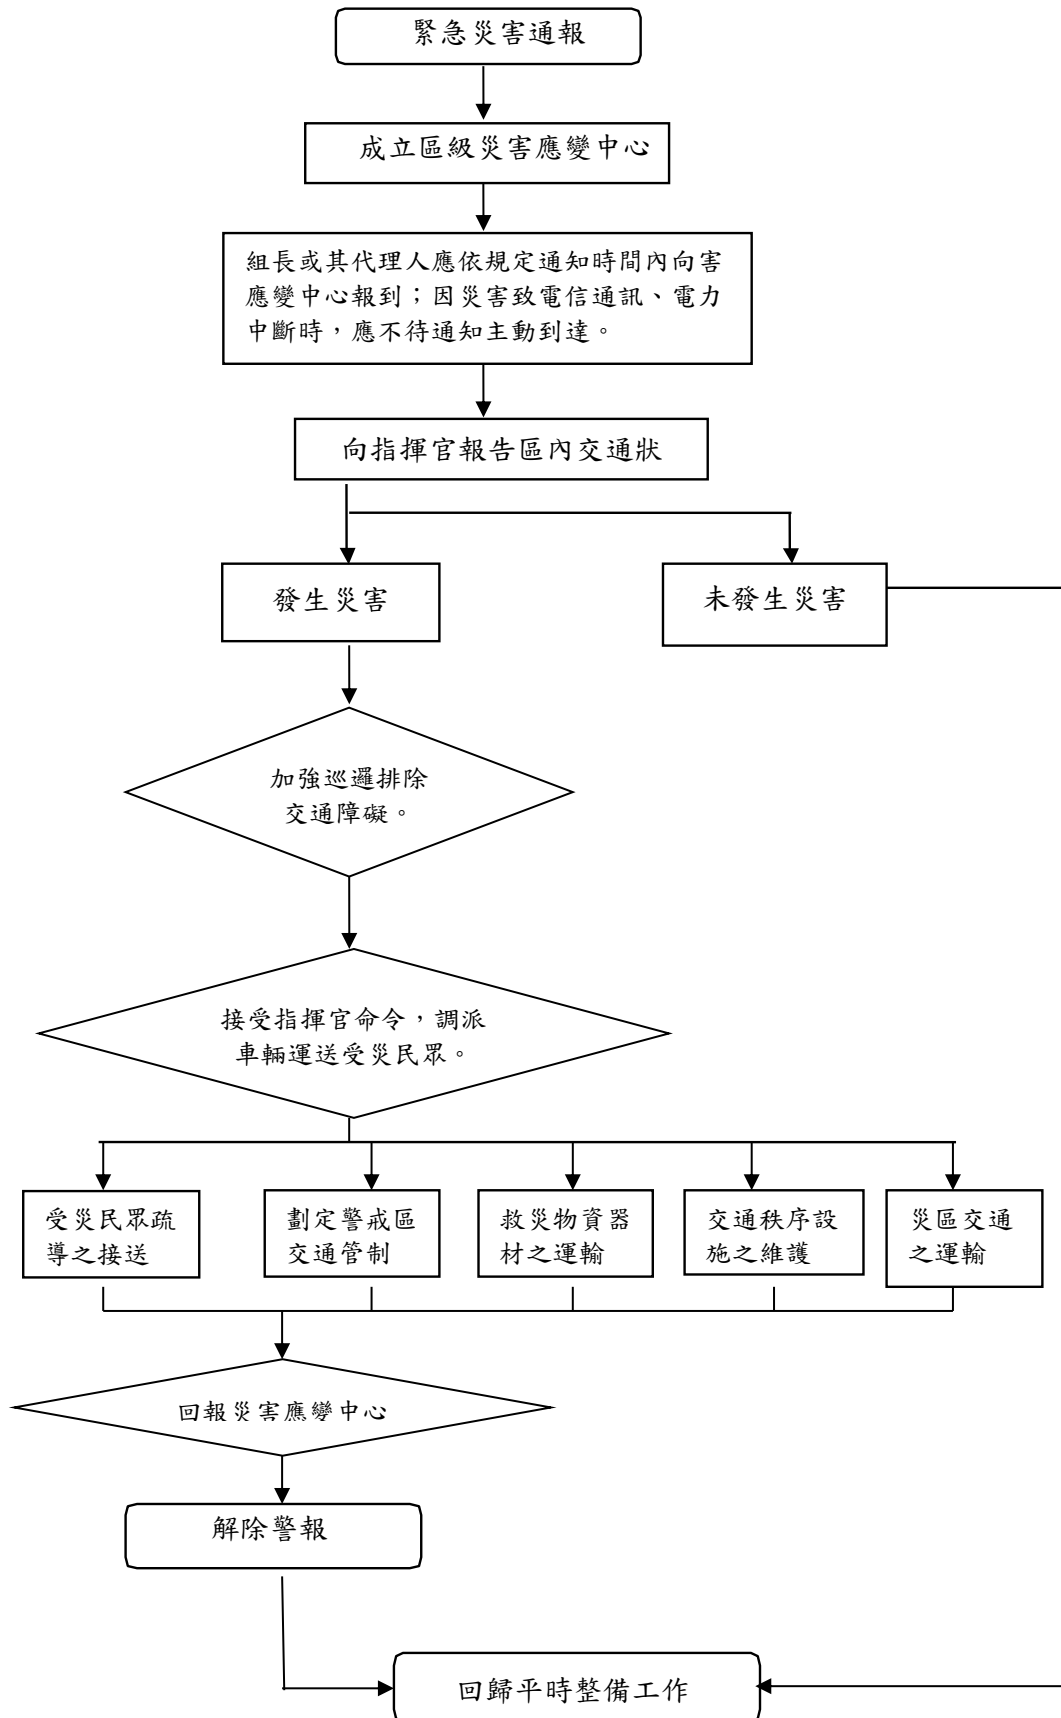 緊急災害通報
成立區級災害應變中心
組長或其代理人應依規定通知時間內向害
應變中心報到；因災害致電信通訊、電力
中斷時，應不待通知主動到達。
向指揮官報告區內交通狀
發生災害
未發生災害
加強巡邏排除
交通障礙。
接受指揮官命令，調派
車輛運送受災民眾。
受災民眾疏
導之接送
劃定警戒區
交通管制
救災物資器
材之運輸
交通秩序設
施之維護
災區交通
之運輸
回報災害應變中心
解除警報
回歸平時整備工作